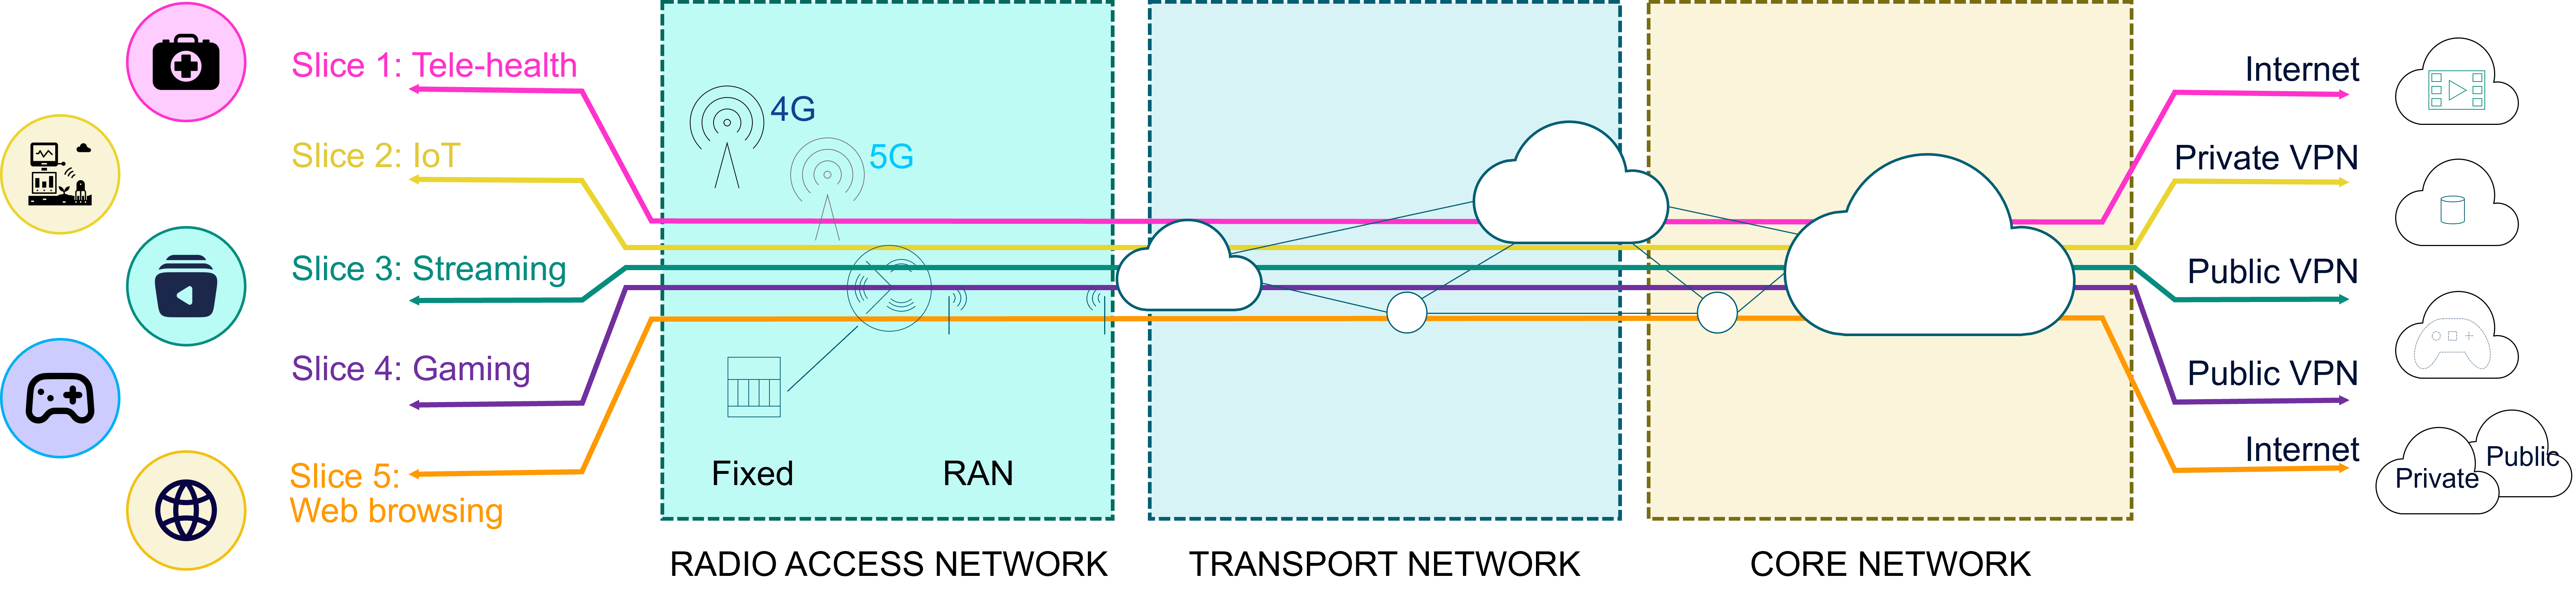 Slice 1: Tele-health
Slice 2: IoT
Slice 3: Streaming
Slice 4: Gaming
Slice 5:
Web browsing
4G
5G
Fixed
RAN
RADIO ACCESS NETWORK
TRANSPORT NETWORK
CORE NETWORK
Internet
Private VPN
Public VPN
Public VPN
Internet
Public
Private